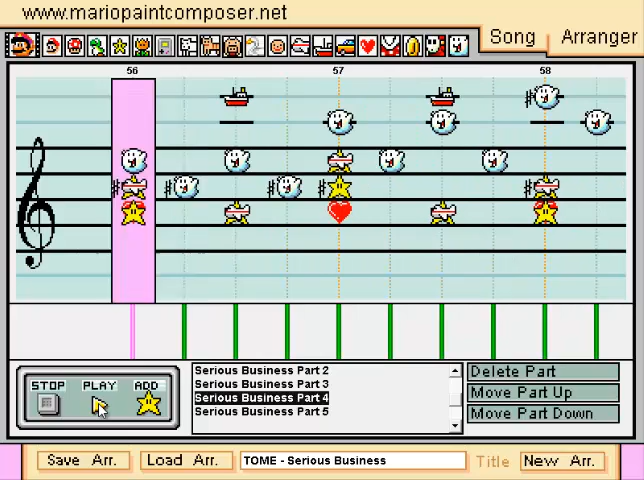 www.mariopaintcomposer.net
Song
Arranger
56
57
58
STOP PLAY ADD
Serious Business Part 2
Serious Business Part 3
Serious Business Part 4
Serious Business Part 5
Delete Part
Move Part Up
Move Part Down
Save Arr.
Load Arr.
TOME - Serious Business
Title
New Arr.